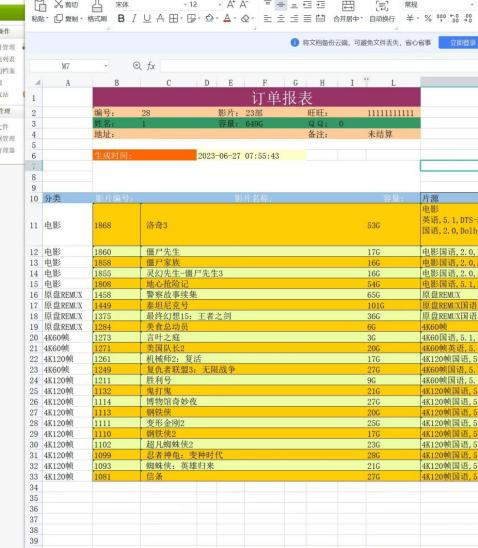 剪切
宋体
12
常规
粘贴
复制
格式刷
B I U A
合并居中
自动换行
将文档备份云端，可避免文件丢失，省心省事
立即登录
W7
fx
A B C D E F G H I L
1 订单报表
2 编号: 28 影片: 23部 旺旺: 11111111111
3 姓名: 1 容量: 649G QQ: 0
4 地址: 备注: 未结算
5
6 生成时间: 2023-06-27 07:55:43
7
8
9
10 分类 影片编号: 影片名称: 容量: 片源
电影
英语,5.1,DTS-
11 电影 1868 洛奇3 53G 国语,2.0,Dolb
12 电影 1860 僵尸先生 17G 电影国语,2.0,
13 电影 1858 僵尸家族 16G 电影国语,2.0,
14 电影 1855 灵幻先生-僵尸先生3 16G 电影国语,2.0,
15 电影 1808 地心抢险记 54G 电影国语,5.1,
16 原盘REMUX 1458 警察故事续集 65G 原盘REMUX
17 原盘REMUX 1449 泰坦尼克号 101G 原盘REMUX国语
18 原盘REMUX 1375 最终幻想15: 王者之剑 36G 原盘REMUX国语
19 原盘REMUX 1284 美食总动员 6G 4K60帧
20 4K60帧 1273 言叶之庭 3G 4K60国语,5.1,
21 4K60帧 1271 美国队长2 20G 4K60帧英语,5.
22 4K120帧 1261 机械师2: 复活 17G 4K120帧国语,5
23 4K60帧 1249 复仇者联盟3: 无限战争 27G 4K60帧国语,5.
24 4K120帧 1211 胜利号 9G 4K60帧国语,5.
25 4K120帧 1132 鬼打鬼 21G 4K120帧国语,5
26 4K120帧 1114 博物馆奇妙夜 27G 4K120帧国语,5
27 4K120帧 1113 钢铁侠 20G 4K120帧国语,5
28 4K120帧 1111 变形金刚2 25G 4K120帧国语,5
29 4K120帧 1110 钢铁侠2 17G 4K120帧国语,5
30 4K120帧 1102 超凡蜘蛛侠2 23G 4K120帧国语,5
31 4K120帧 1099 忍者神龟: 变种时代 28G 4K120帧国语,5
32 4K120帧 1093 蜘蛛侠: 英雄归来 21G 4K120帧国语,5
33 4K120帧 1081 信条 27G 4K120帧国语,5
34
35
36
37
38
39